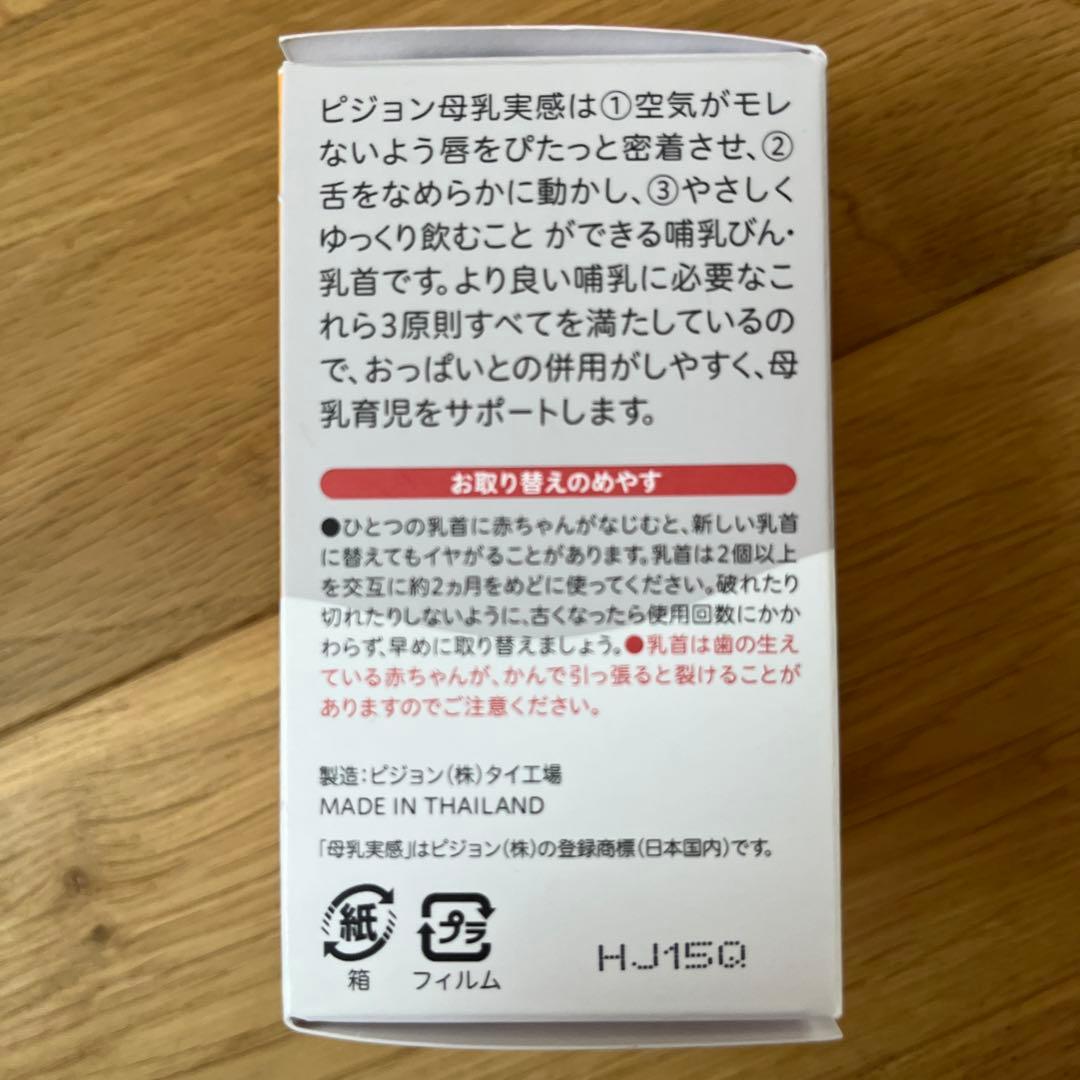 ピジョン母乳実感は①空気がモレ
ないよう唇をぴたっと密着させ、②
舌をなめらかに動かし、③やさしく
ゆっくり飲むこと ができる哺乳びん・
乳首です。より良い哺乳に必要なこ
れら3原則すべてを満たしているの
で、おっぱいとの併用がしやすく、母
乳育児をサポートします。
お取り替えのめやす
●ひとつの乳首に赤ちゃんがなじむと、新しい乳首
に替えてもイヤがることがあります。乳首は2個以上
を交互に約2ヵ月をめどに使ってください。破れたり
切れたりしないように、古くなったら使用回数にかか
わらず、早めに取り替えましょう。●乳首は歯の生え
ている赤ちゃんが、かんで引っ張ると裂けることが
ありますのでご注意ください。
製造:ピジョン(株)タイ工場
MADE IN THAILAND
「母乳実感」はピジョン(株)の登録商標(日本国内)です。
紙 プラ
箱 フィルム
HJ15Q